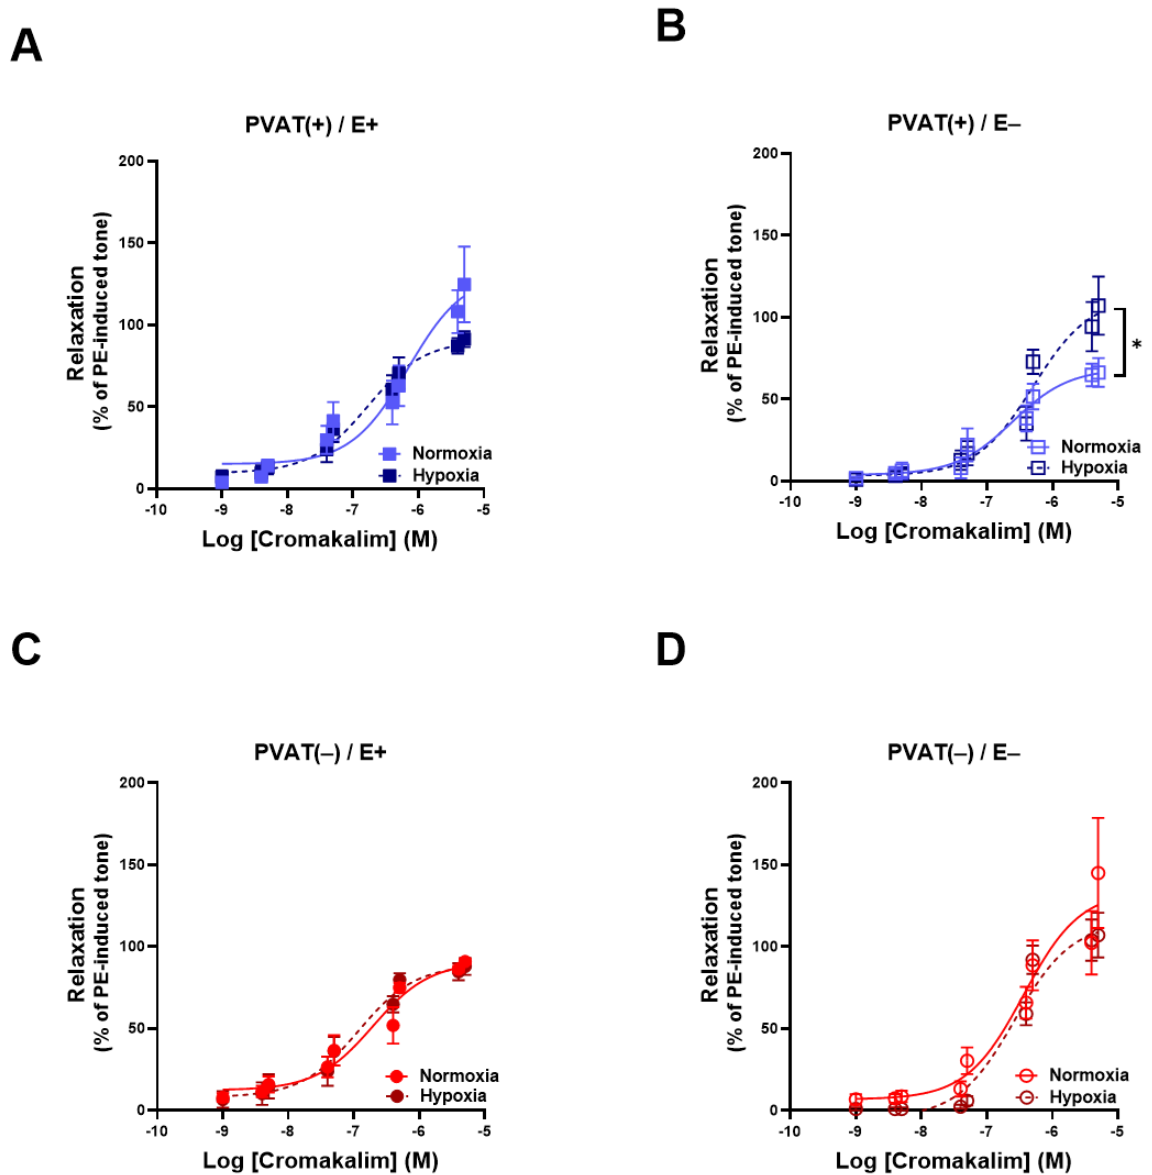 A
PVAT(+) / E+
Relaxation
(% of PE-induced tone)
200
150
100
50
0
-10
-9
-8
-7
-6
-5
Normoxia
Hypoxia
Log [Cromakalim] (M)
B
PVAT(+) / E–
Relaxation
(% of PE-induced tone)
200
150
100
50
0
-10
-9
-8
-7
-6
-5
*
Normoxia
Hypoxia
Log [Cromakalim] (M)
C
PVAT(–) / E+
Relaxation
(% of PE-induced tone)
200
150
100
50
0
-10
-9
-8
-7
-6
-5
Normoxia
Hypoxia
Log [Cromakalim] (M)
D
PVAT(–) / E–
Relaxation
(% of PE-induced tone)
200
150
100
50
0
-10
-9
-8
-7
-6
-5
Normoxia
Hypoxia
Log [Cromakalim] (M)